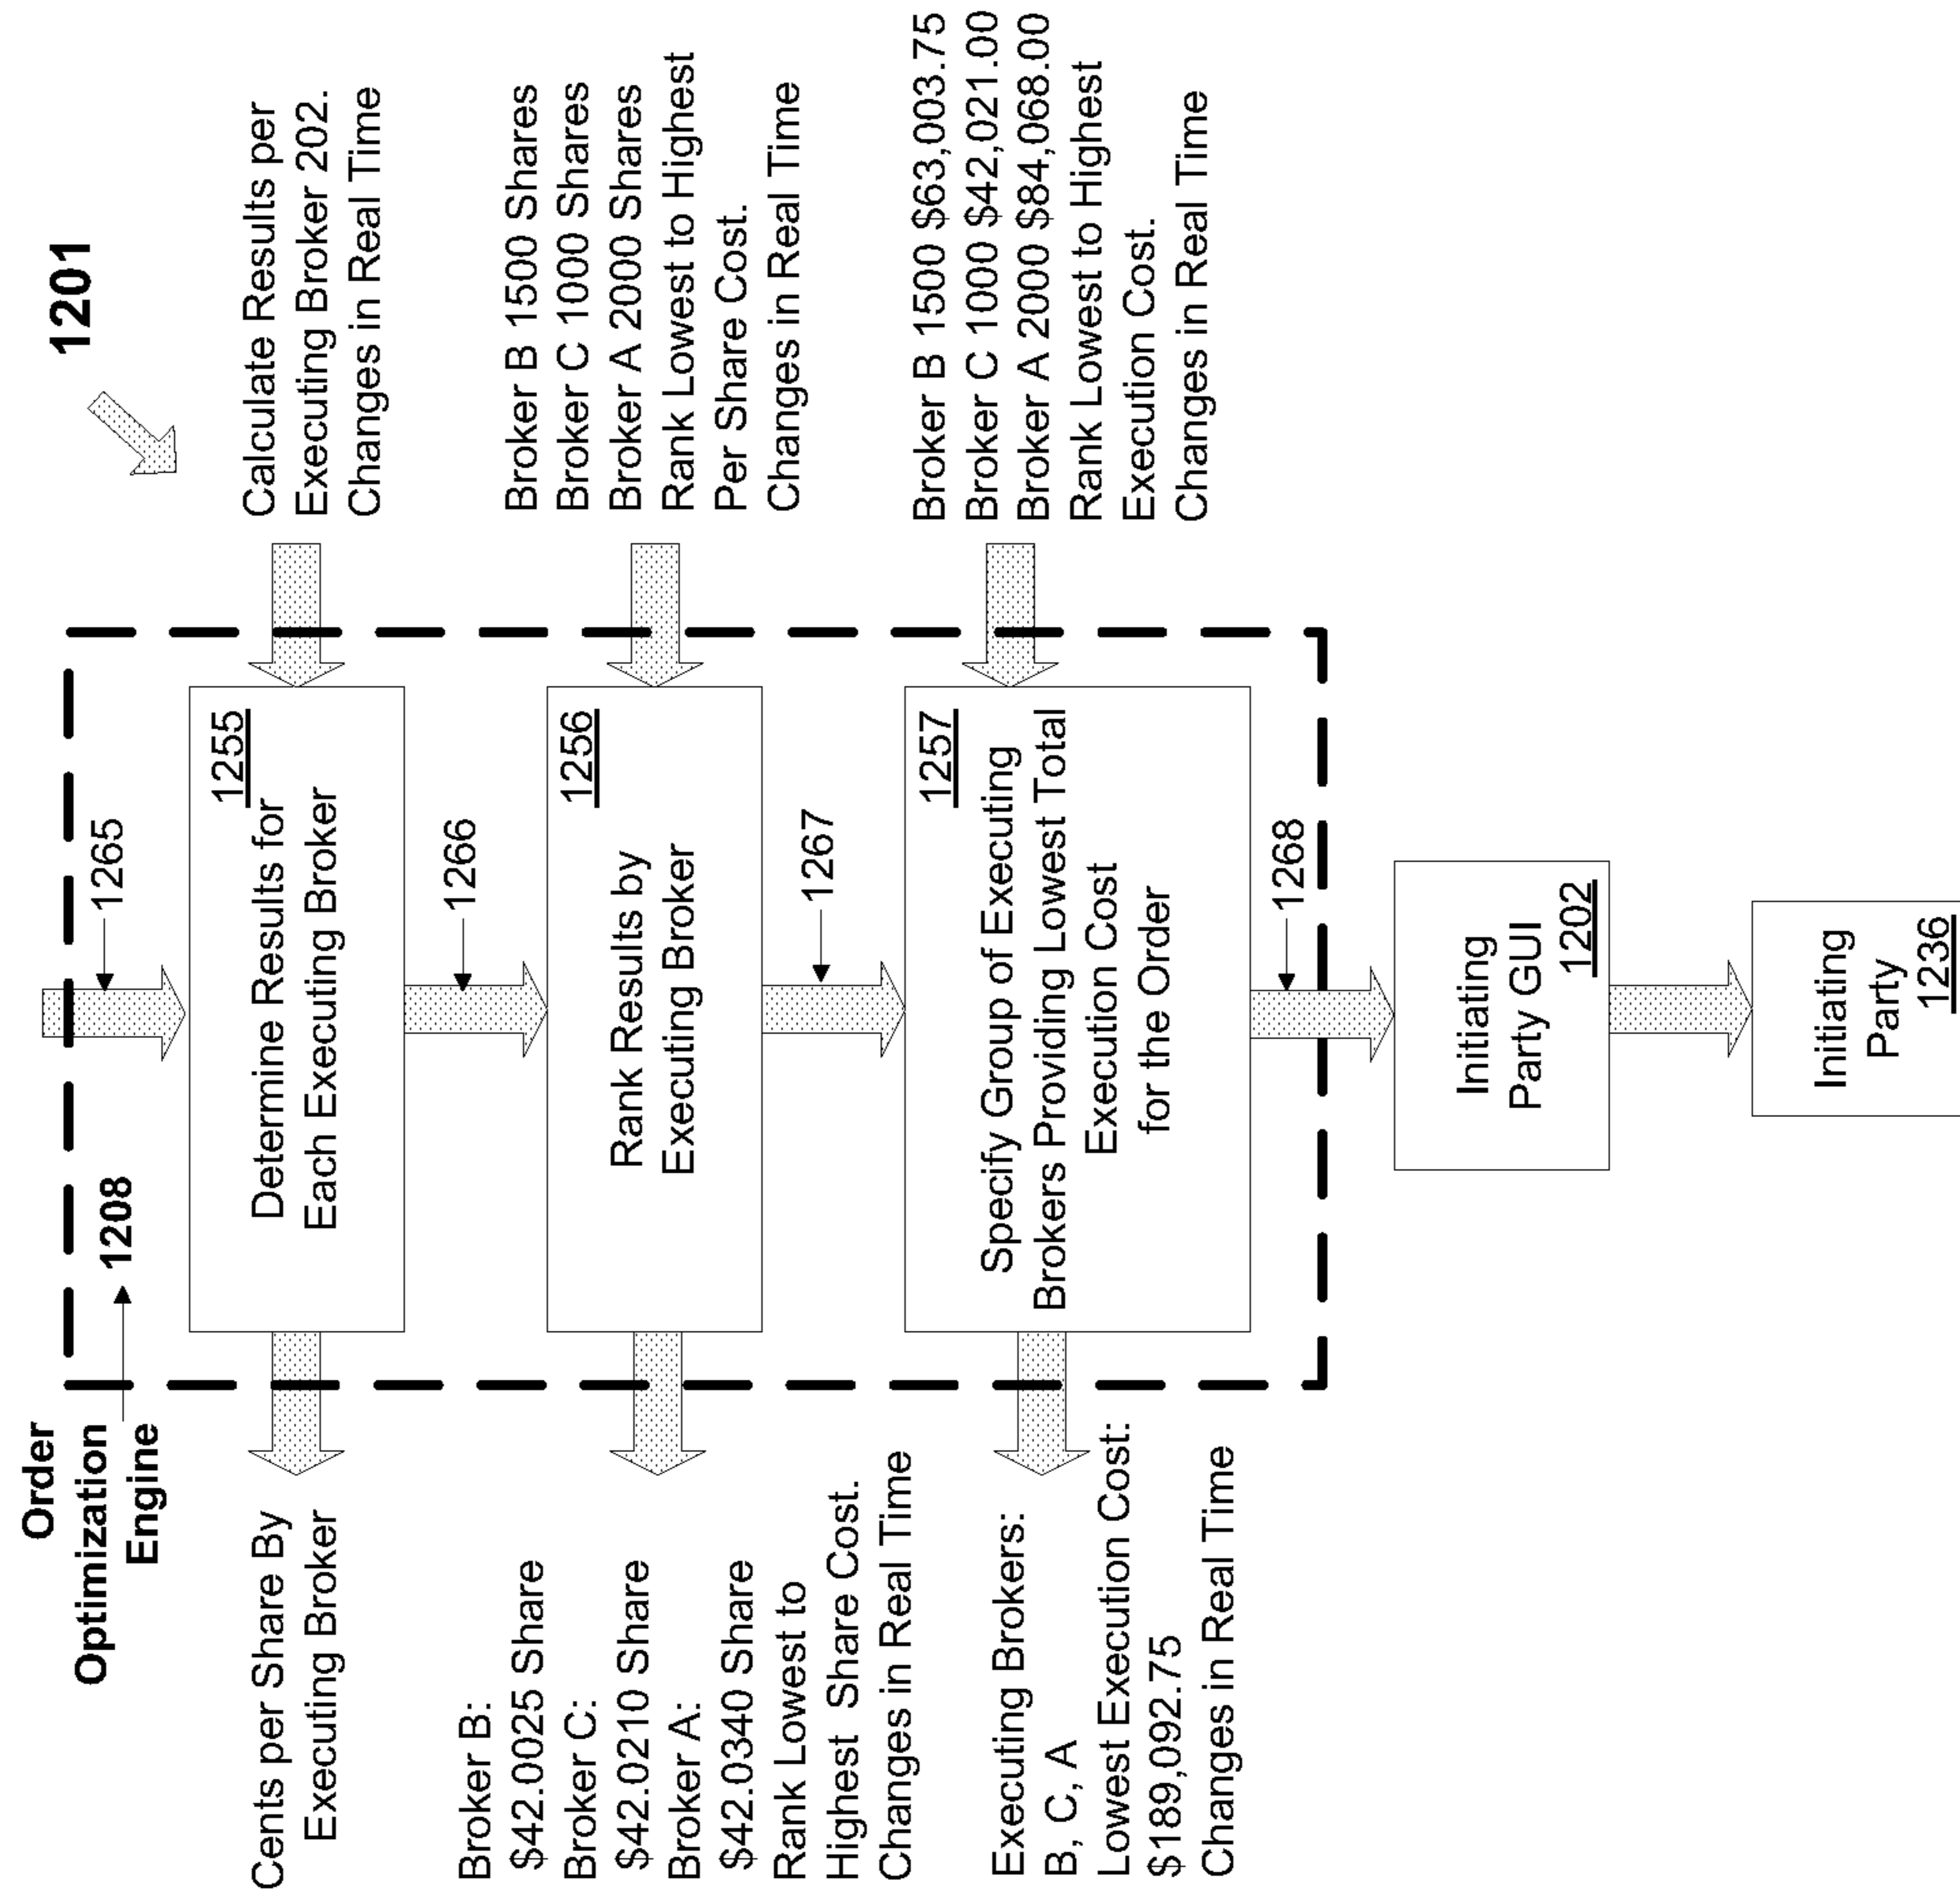 1201
Order
Optimization
Engine
1208
1265
Calculate Results per
Executing Broker 202.
Changes in Real Time
1255
Determine Results for
Each Executing Broker
Cents per Share By
Executing Broker
1266
Broker B 1500 Shares
Broker C 1000 Shares
Broker A 2000 Shares
Rank Lowest to Highest
Per Share Cost.
Changes in Real Time
1256
Rank Results by
Executing Broker
Broker B:
$42.0025 Share
Broker C:
$42.0210 Share
Broker A:
$42.0340 Share
Rank Lowest to
Highest Share Cost.
Changes in Real Time
1267
Broker B 1500 $63,003.75
Broker C 1000 $42,021.00
Broker A 2000 $84,068.00
Rank Lowest to Highest
Execution Cost.
Changes in Real Time
1257
Specify Group of Executing
Brokers Providing Lowest Total
Execution Cost
for the Order
Executing Brokers:
B, C, A
Lowest Execution Cost:
$189,092.75
Changes in Real Time
1268
Initiating
Party GUI
1202
Initiating
Party
1236